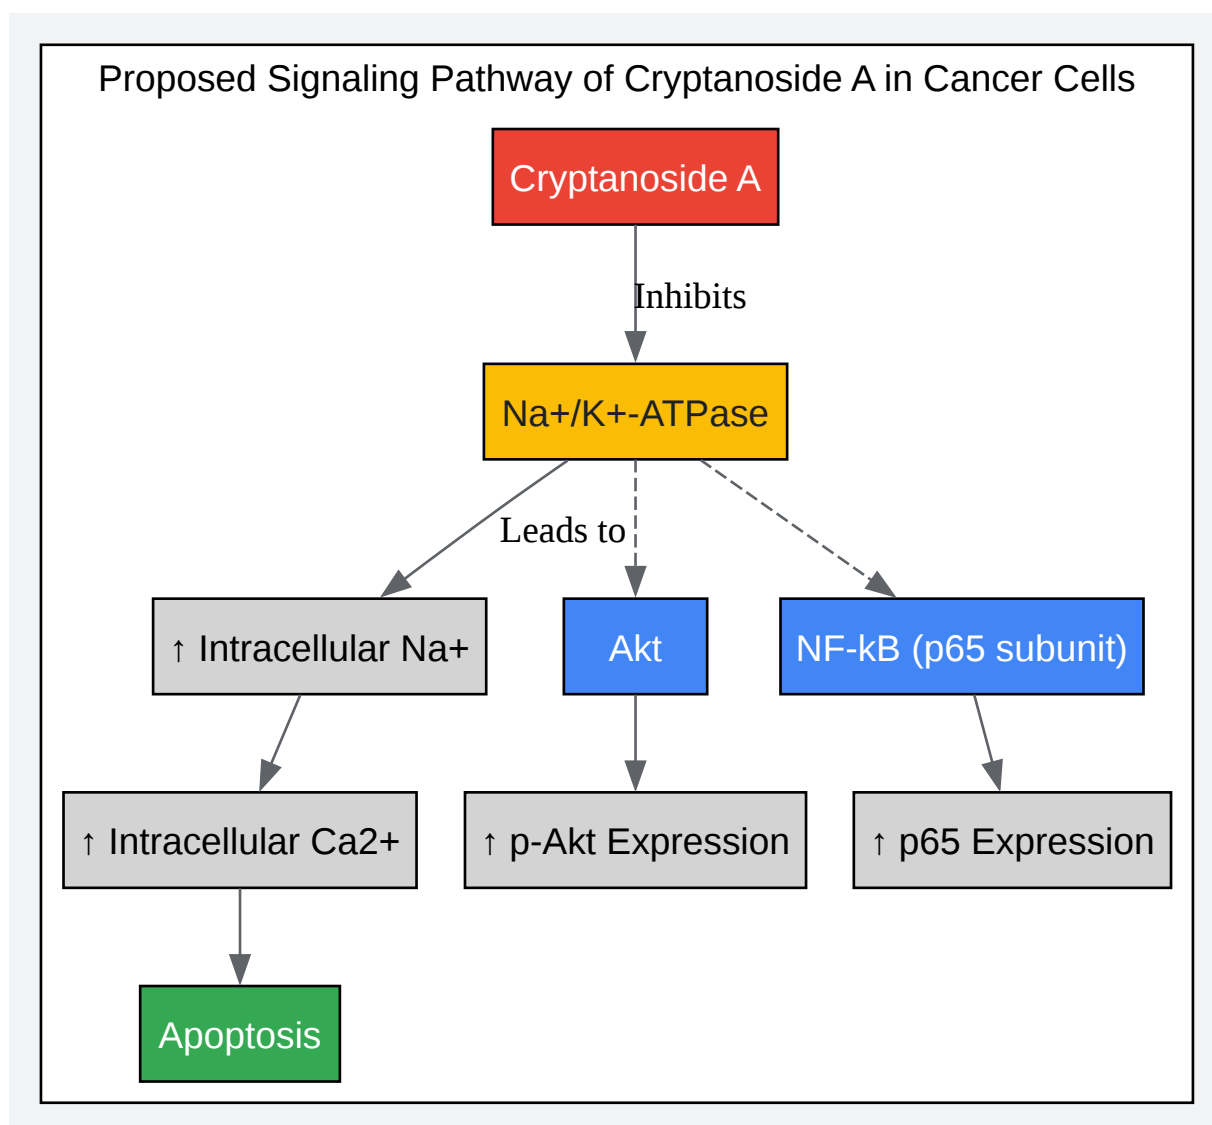 Proposed Signaling Pathway of Cryptanoside A in Cancer Cells
Cryptanoside A
Inhibits
Na+/K+-ATPase
Leads to
↑ Intracellular Na+
Akt
NF-kB (p65 subunit)
↑ Intracellular Ca2+
↑ p-Akt Expression
↑ p65 Expression
Apoptosis